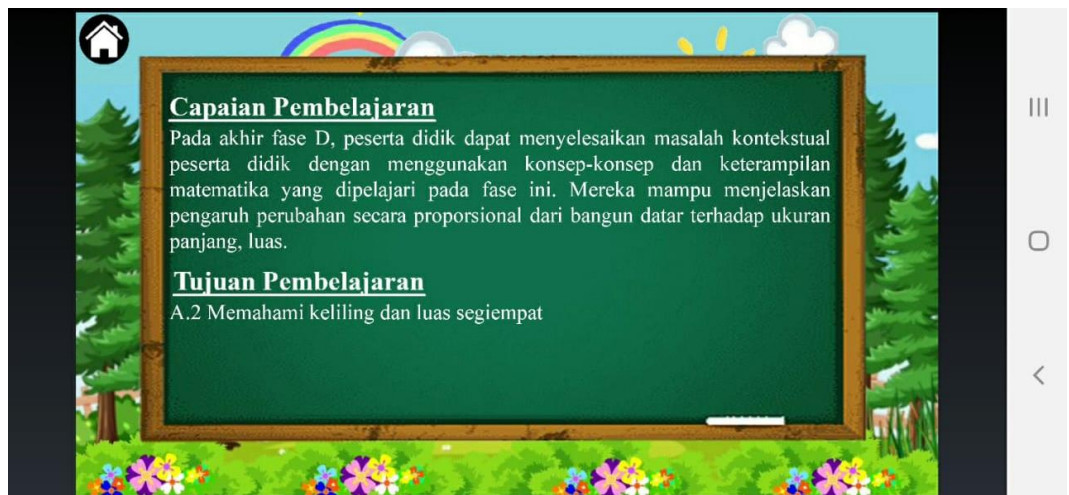 Capaian Pembelajaran
Pada akhir fase D, peserta didik dapat menyelesaikan masalah kontekstual
peserta didik dengan menggunakan konsep-konsep dan keterampilan
matematika yang dipelajari pada fase ini. Mereka mampu menjelaskan
pengaruh perubahan secara proporsional dari bangun datar terhadap ukuran
panjang, luas.
Tujuan Pembelajaran
A.2 Memahami keliling dan luas segiempat